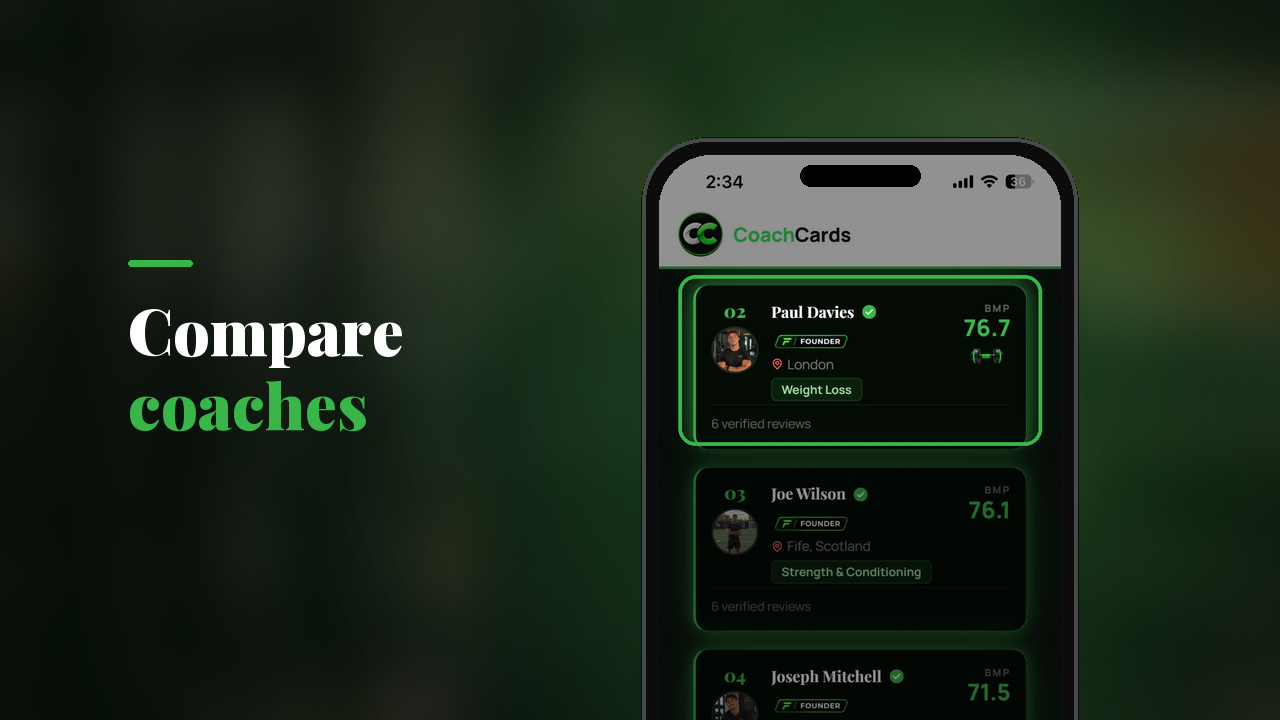 Compare
coaches
2:34
36
CC
CoachCards
02
Paul Davies
BMP
76.7
F / FOUNDER
London
Weight Loss
6 verified reviews
03
Joe Wilson
BMP
76.1
F / FOUNDER
Fife, Scotland
Strength & Conditioning
6 verified reviews
04
Joseph Mitchell
BMP
71.5
F / FOUNDER